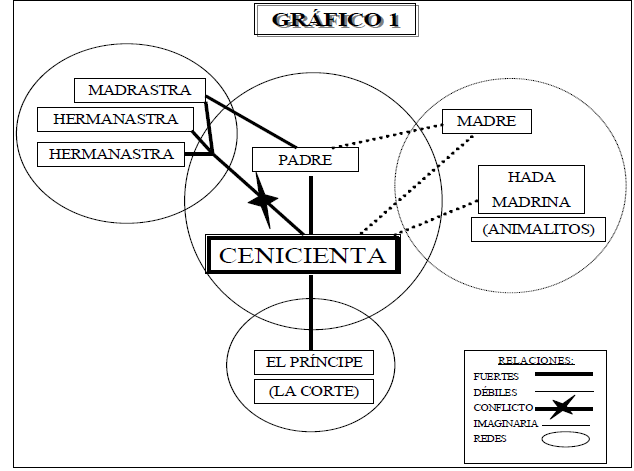 GRÁFICO 1
MADRASTRA
HERMANASTRA
HERMANASTRA
PADRE
MADRE
HADA
MADRINA
(ANIMALITOS)
CENICIENTA
EL PRÍNCIPE
(LA CORTE)
RELACIONES:
FUERTES
DÉBILES
CONFLICTO
IMAGINARIA
REDES